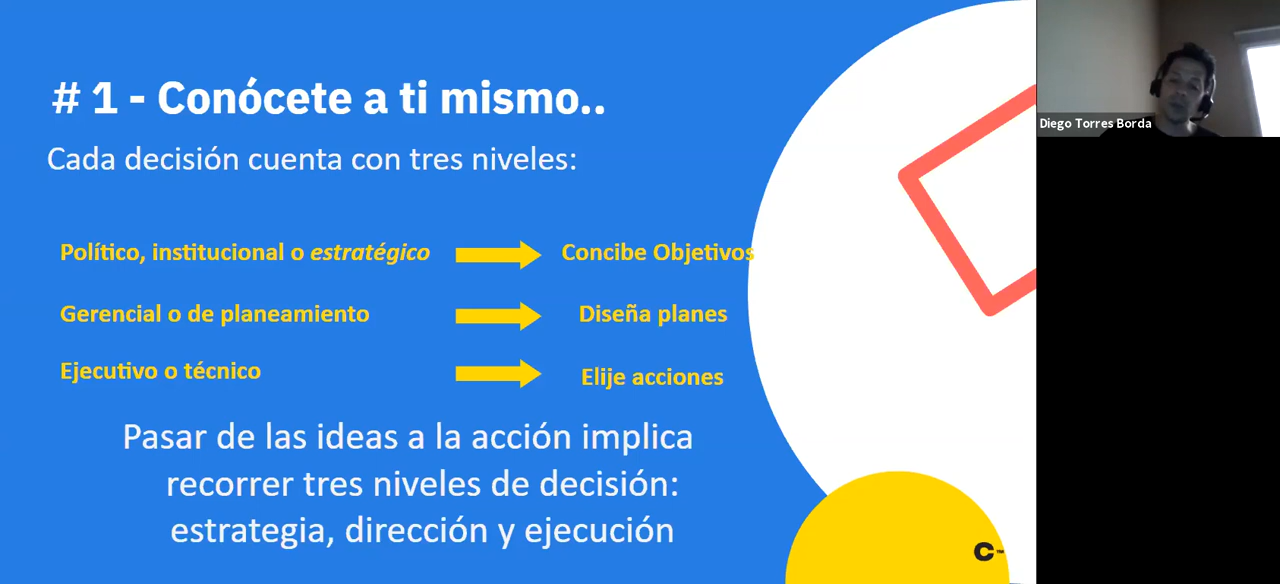 # 1 - Conócete a ti mismo..
Cada decisión cuenta con tres niveles:
Político, institucional o estratégico
Concibe Objetivos
Gerencial o de planeamiento
Diseña planes
Ejecutivo o técnico
Elije acciones
Pasar de las ideas a la acción implica
recorrer tres niveles de decisión:
estrategia, dirección y ejecución
C™
Diego Torres Borda